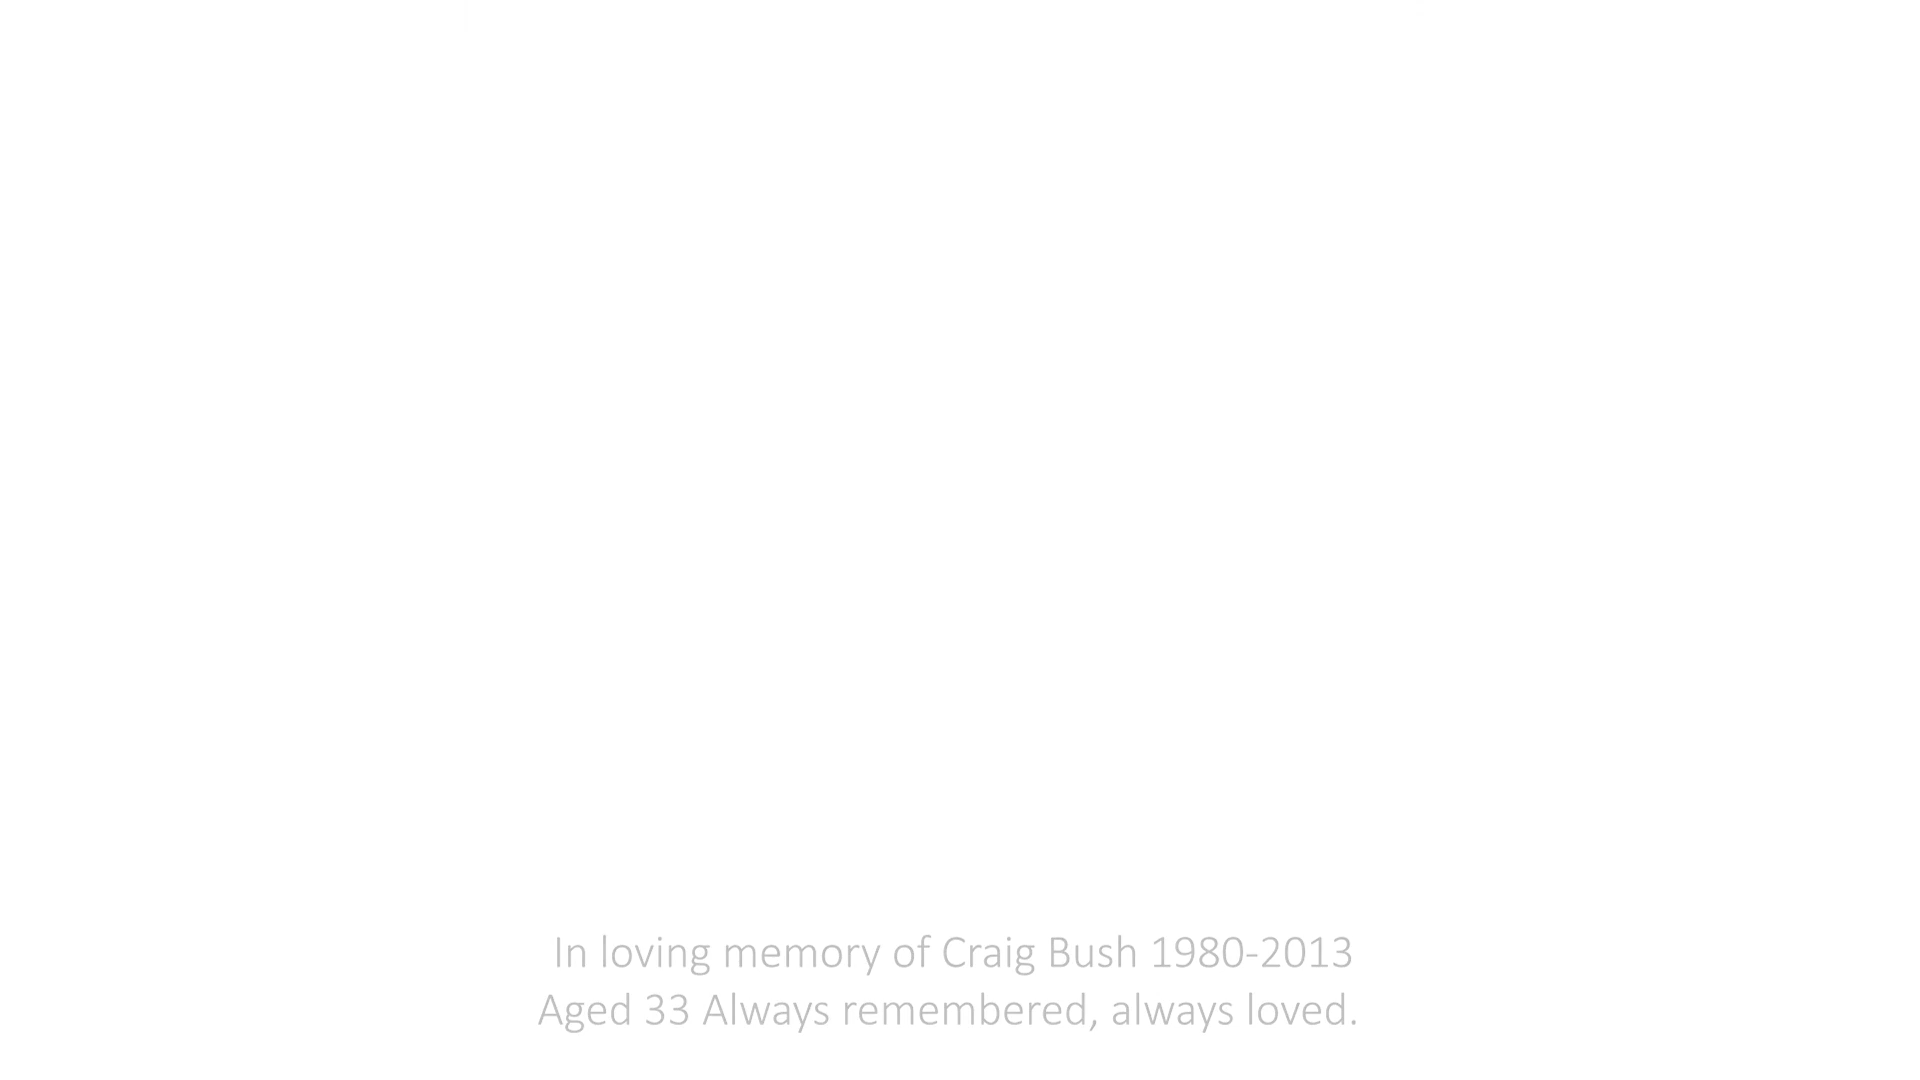 In loving memory of Craig Bush 1980-2013
Aged 33 Always remembered, always loved.